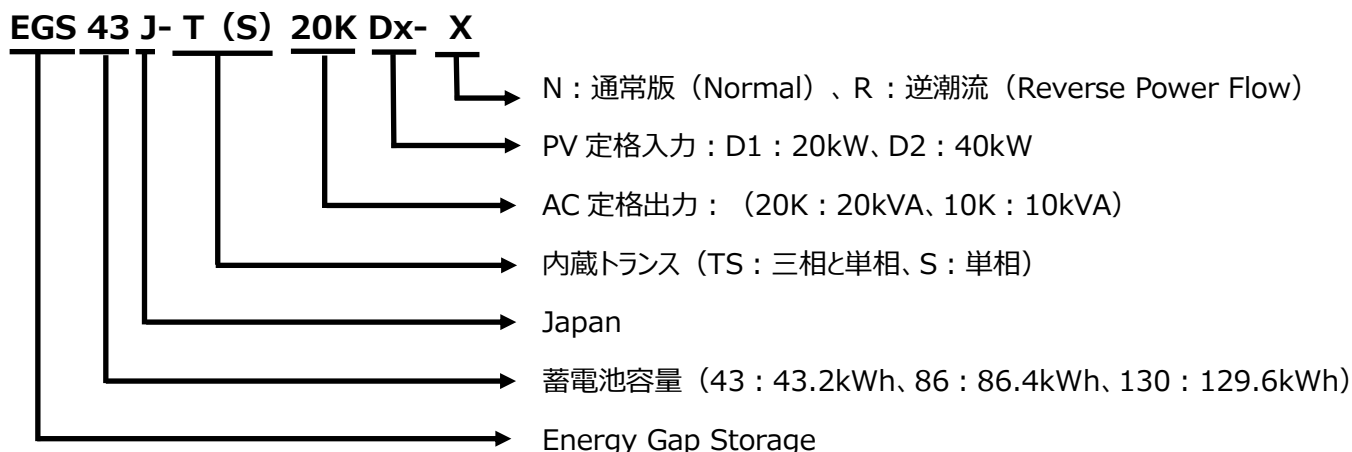 EGS 43 J- T（S）20K Dx- X
N：通常版（Normal）、R：逆潮流（Reverse Power Flow）
PV 定格入力：D1：20kW、D2：40kW
AC 定格出力：（20K：20kVA、10K：10kVA）
内蔵トランス（TS：三相と単相、S：単相）
Japan
蓄電池容量（43：43.2kWh、86：86.4kWh、130：129.6kWh）
Energy Gap Storage